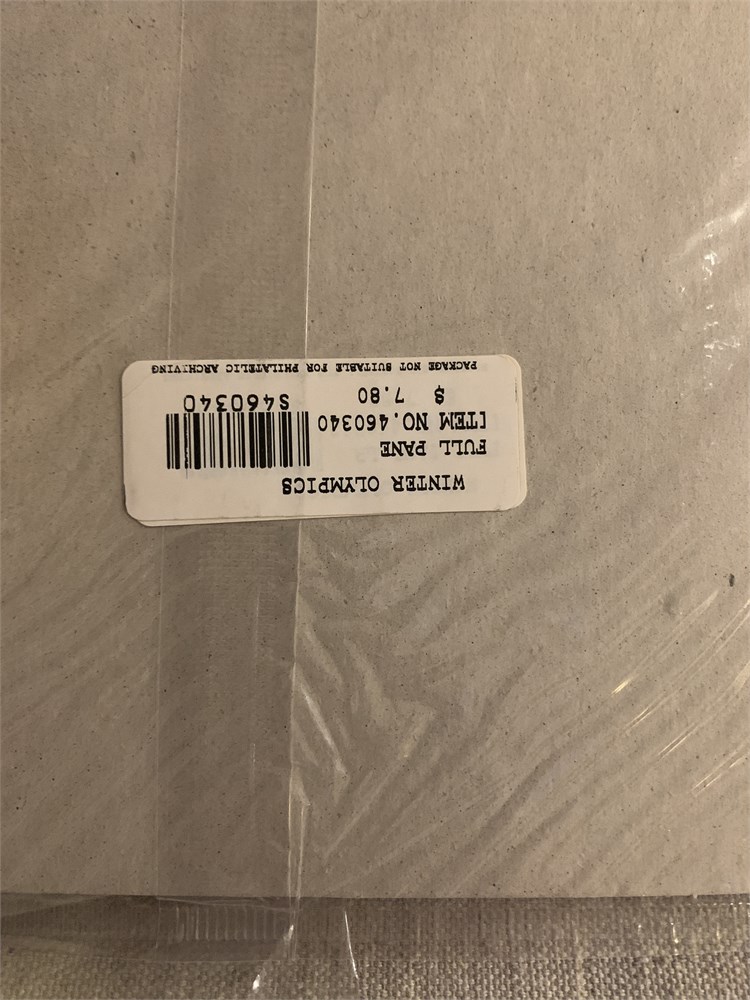 WINTER OLYMPICS
FULL PANE
ITEM NO.460340
$ 7.80
S460340
PACKAGE NOT SUITABLE FOR PHILATELIC ARCHIVING